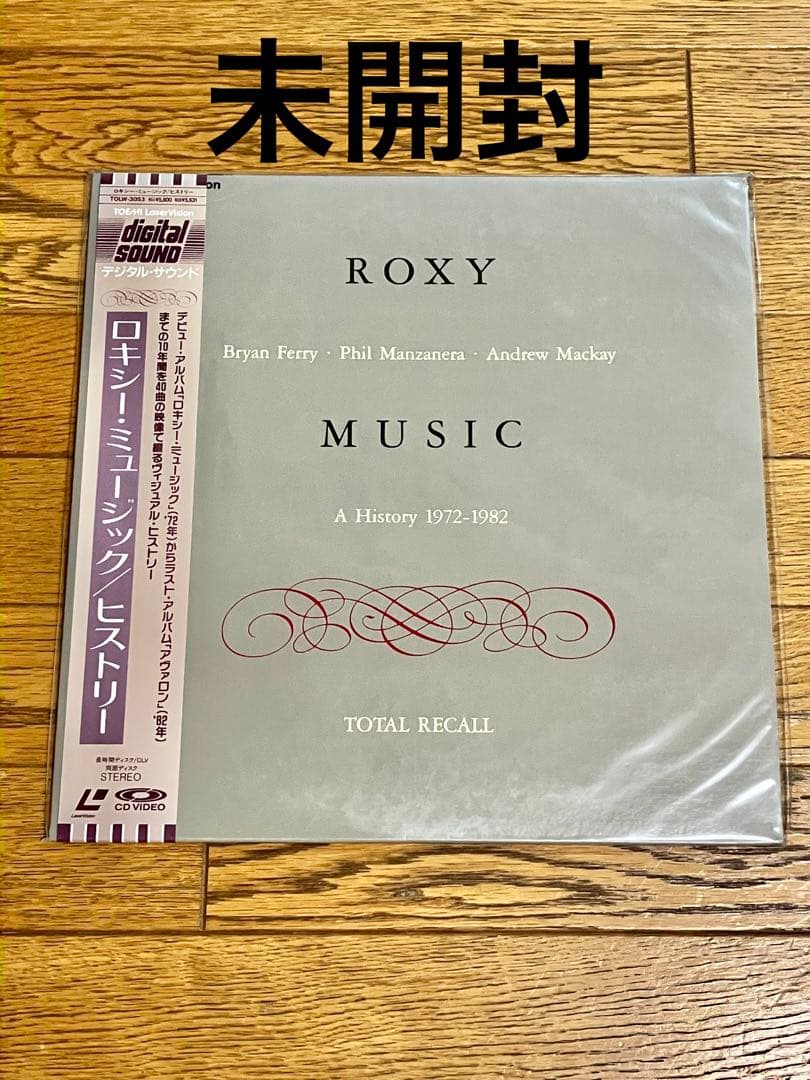 未開封
ロキシー・ミュージック/ヒストリー
TOEMI LaserVision
digital
SOUND
デジタル・サウンド
デビュー・アルバム「ロキシー・ミュージック」('72年)からラスト・アルバム「アヴァロン」('82年)
までの10年間を40曲の映像で綴るヴィジュアル・ヒストリー
ロキシー・ミュージック/ヒストリー
長時間ディスク/CLV
両面ディスク
STEREO
LaserVision
CD VIDEO
on
ROXY
Bryan Ferry · Phil Manzanera · Andrew Mackay
MUSIC
A History 1972-1982
TOTAL RECALL